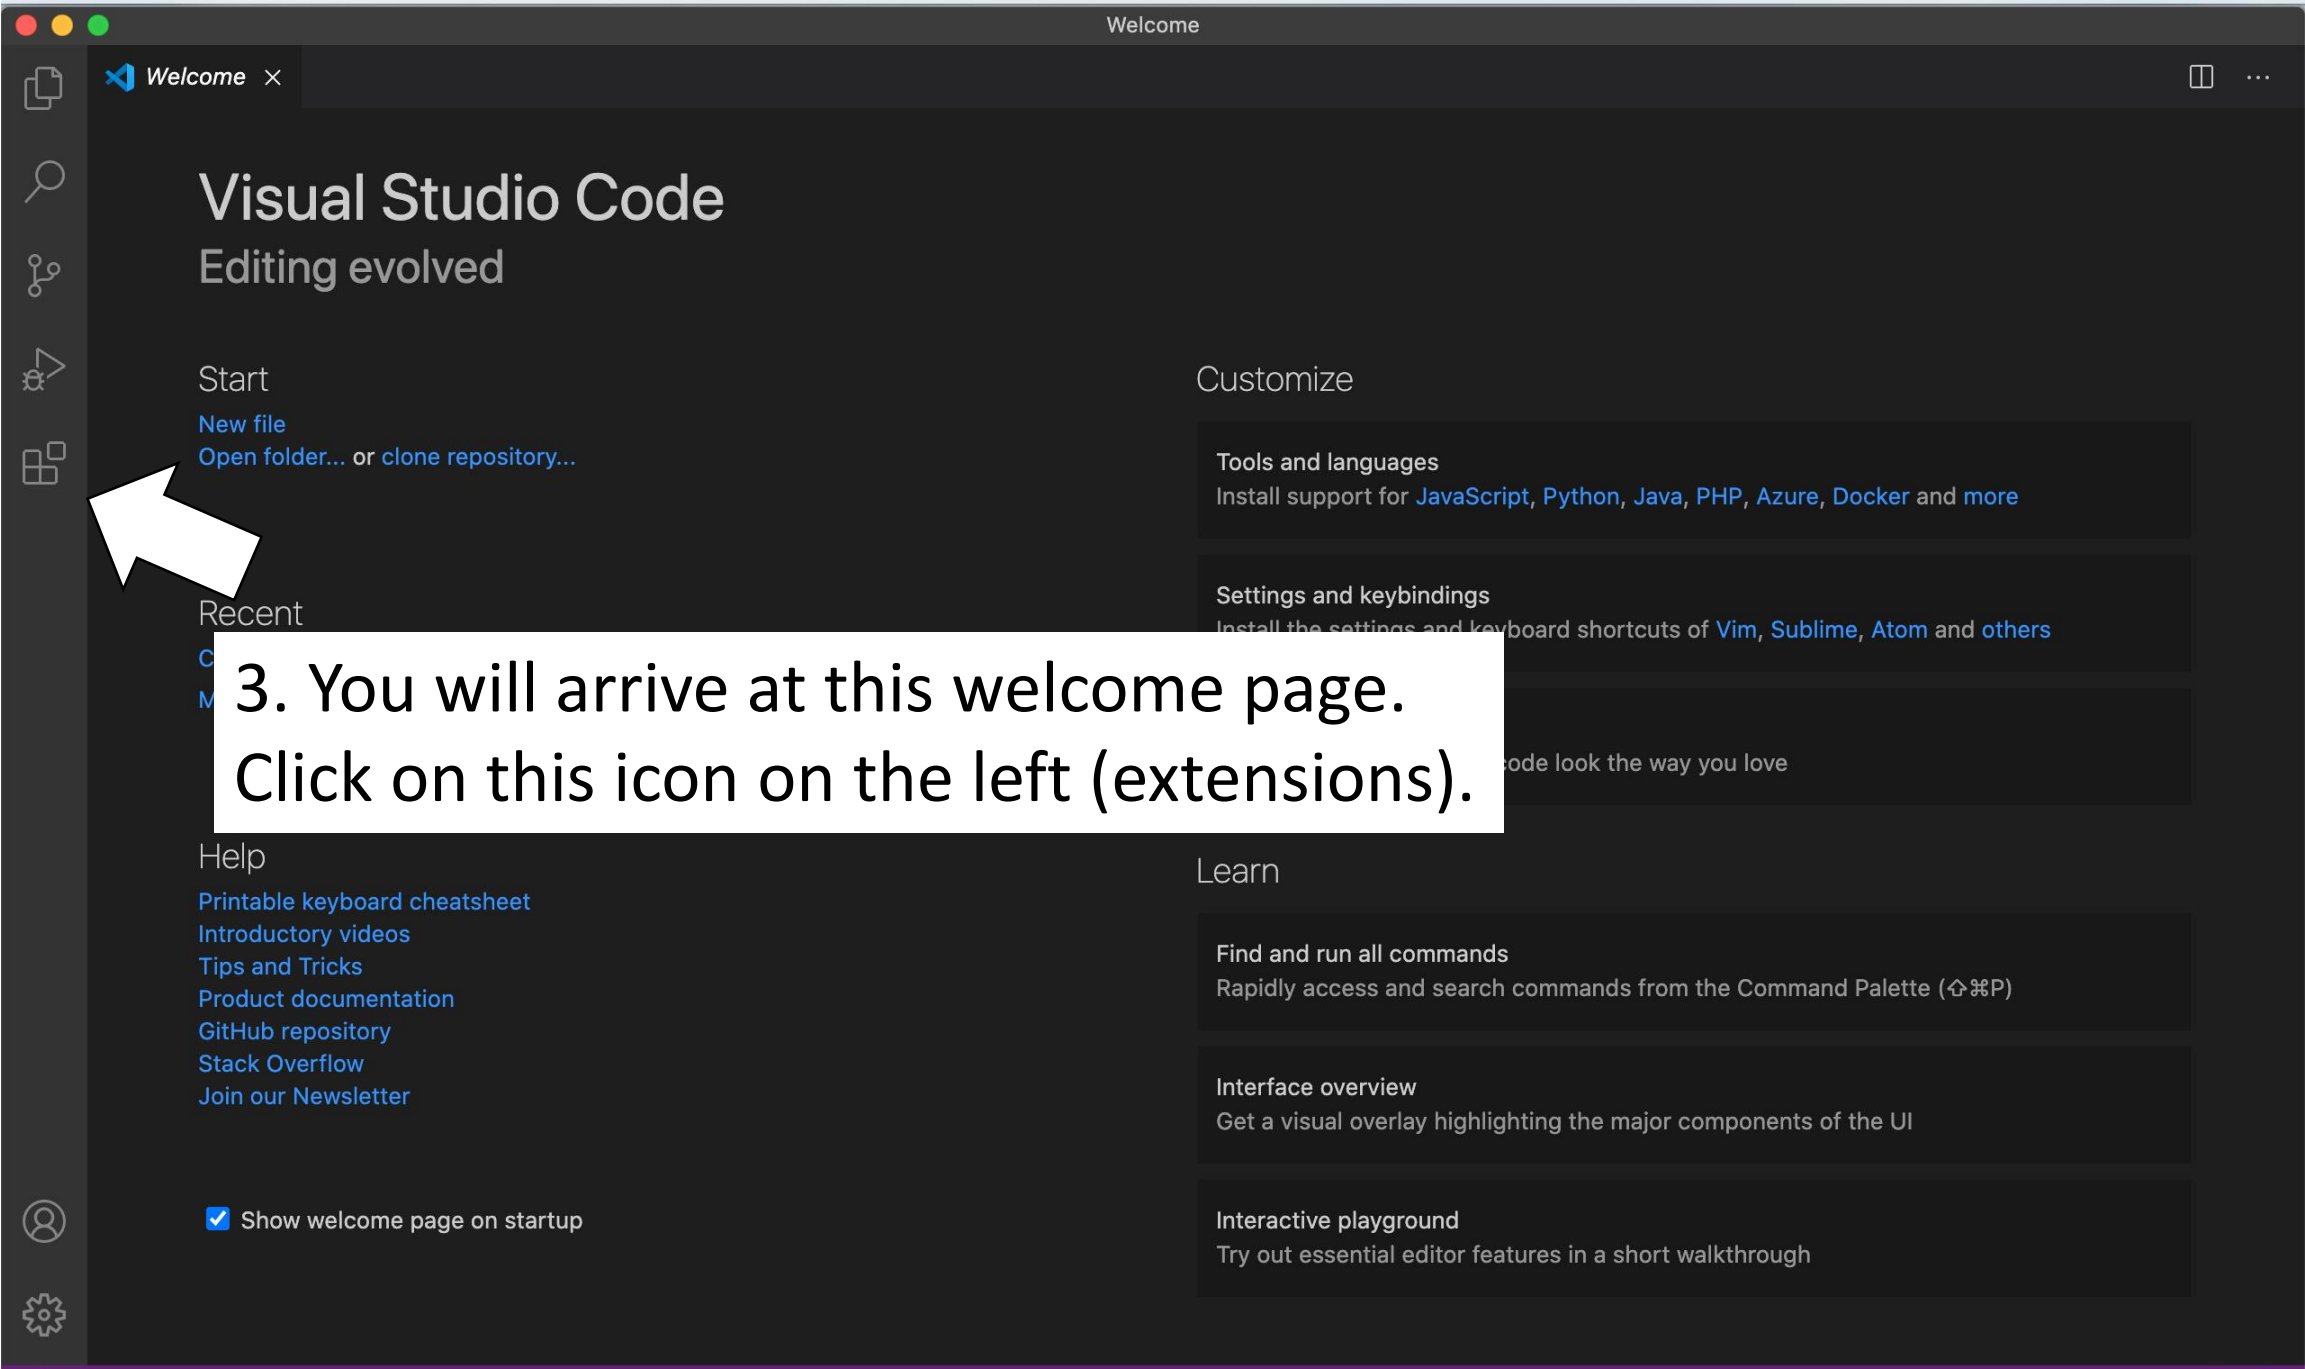 Welcome
Welcome
Visual Studio Code
Editing evolved
Start
New file
Open folder... or clone repository...
Recent
C
M
3. You will arrive at this welcome page.
Click on this icon on the left (extensions).
Help
Printable keyboard cheatsheet
Introductory videos
Tips and Tricks
Product documentation
GitHub repository
Stack Overflow
Join our Newsletter
Show welcome page on startup
Customize
Tools and languages
Install support for JavaScript, Python, Java, PHP, Azure, Docker and more
Settings and keybindings
Install the settings and keyboard shortcuts of Vim, Sublime, Atom and others
code look the way you love
Learn
Find and run all commands
Rapidly access and search commands from the Command Palette (⇧⌘P)
Interface overview
Get a visual overlay highlighting the major components of the UI
Interactive playground
Try out essential editor features in a short walkthrough